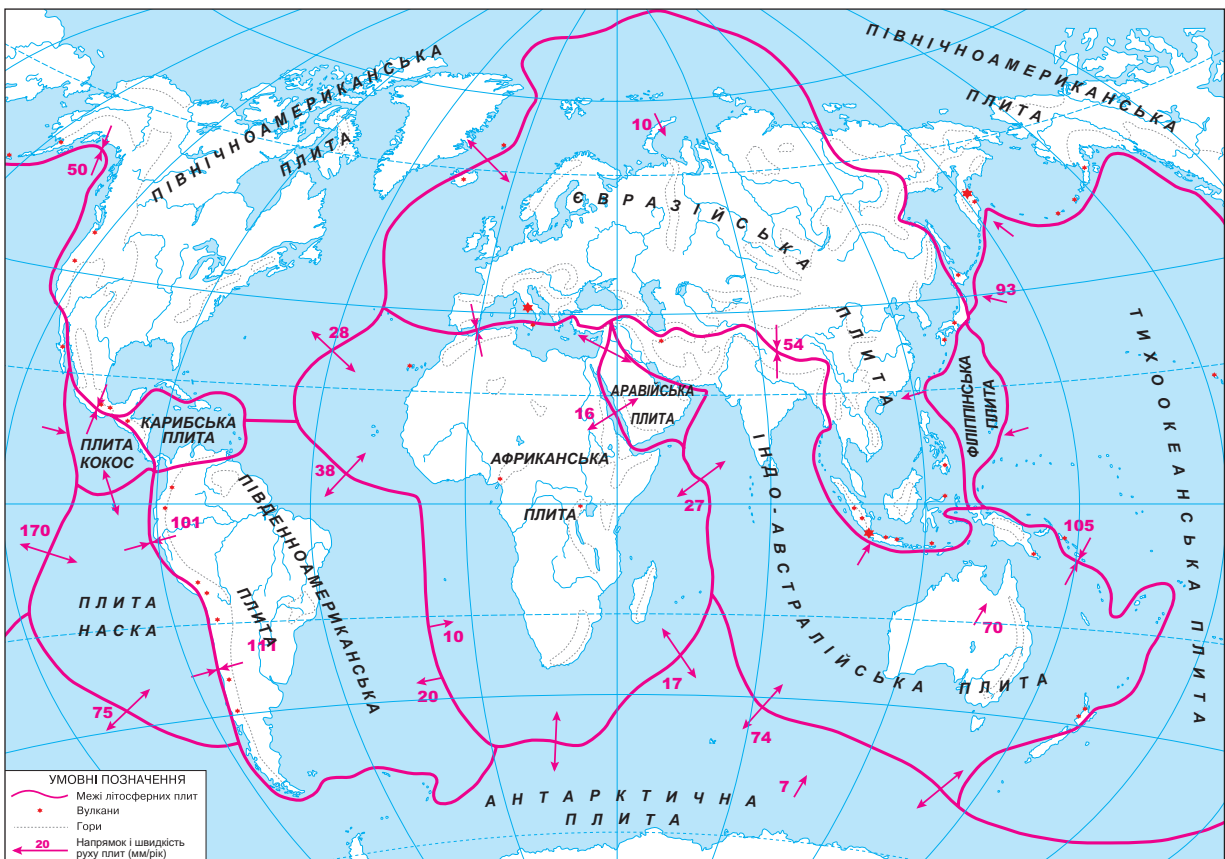 ПІВНІЧНОАМЕРИКАНСЬКА
ПЛИТА
ПІВНІЧНОАМЕРИКАНСЬКА
ПЛИТА
50
10
ЄВРАЗІЙСЬКА
ПЛИТА
93
28
54
ТИХООКЕАНСЬКА ПЛИТА
ФІЛІППІНСЬКА
ПЛИТА
АРАВІЙСЬКА
ПЛИТА
16
КАРИБСЬКА
ПЛИТА
ПЛИТА
КОКОС
АФРИКАНСЬКА
ПЛИТА
38
27
ІНДО-АВСТРАЛІЙСЬКА ПЛИТА
ПІВДЕННОАМЕРИКАНСЬКА
ПЛИТА
170
101
105
ПЛИТА
НАСКА
10
70
111
20
17
75
74
7
АНТАРКТИЧНА
ПЛИТА
УМОВНІ ПОЗНАЧЕННЯ
Межі літосферних плит
Вулкани
Гори
20
Напрямок і швидкість
руху плит (мм/рік)